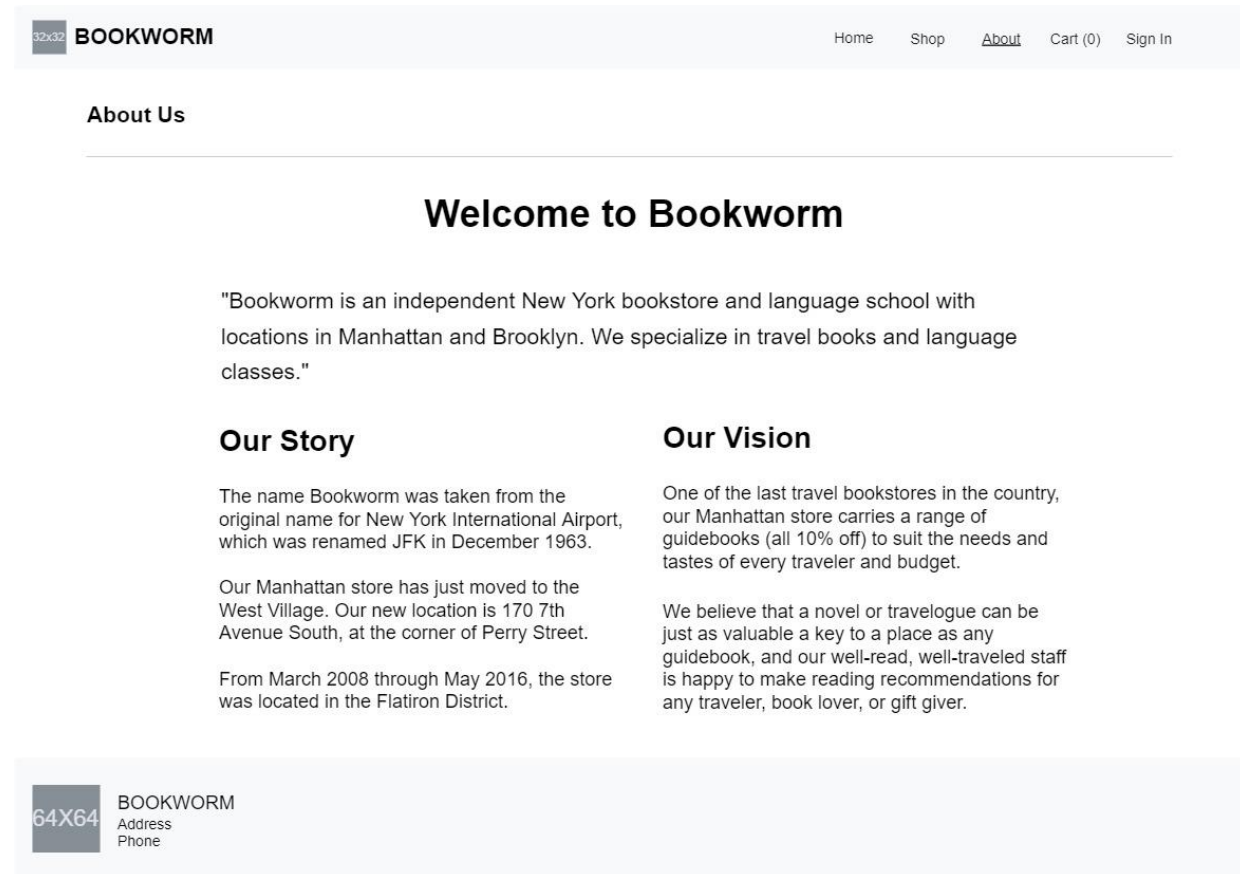 32x32 BOOKWORM
Home Shop About Cart (0) Sign In
About Us
Welcome to Bookworm
"Bookworm is an independent New York bookstore and language school with
locations in Manhattan and Brooklyn. We specialize in travel books and language
classes."
Our Story
The name Bookworm was taken from the
original name for New York International Airport,
which was renamed JFK in December 1963.
Our Manhattan store has just moved to the
West Village. Our new location is 170 7th
Avenue South, at the corner of Perry Street.
From March 2008 through May 2016, the store
was located in the Flatiron District.
Our Vision
One of the last travel bookstores in the country,
our Manhattan store carries a range of
guidebooks (all 10% off) to suit the needs and
tastes of every traveler and budget.
We believe that a novel or travelogue can be
just as valuable a key to a place as any
guidebook, and our well-read, well-traveled staff
is happy to make reading recommendations for
any traveler, book lover, or gift giver.
64X64
BOOKWORM
Address
Phone